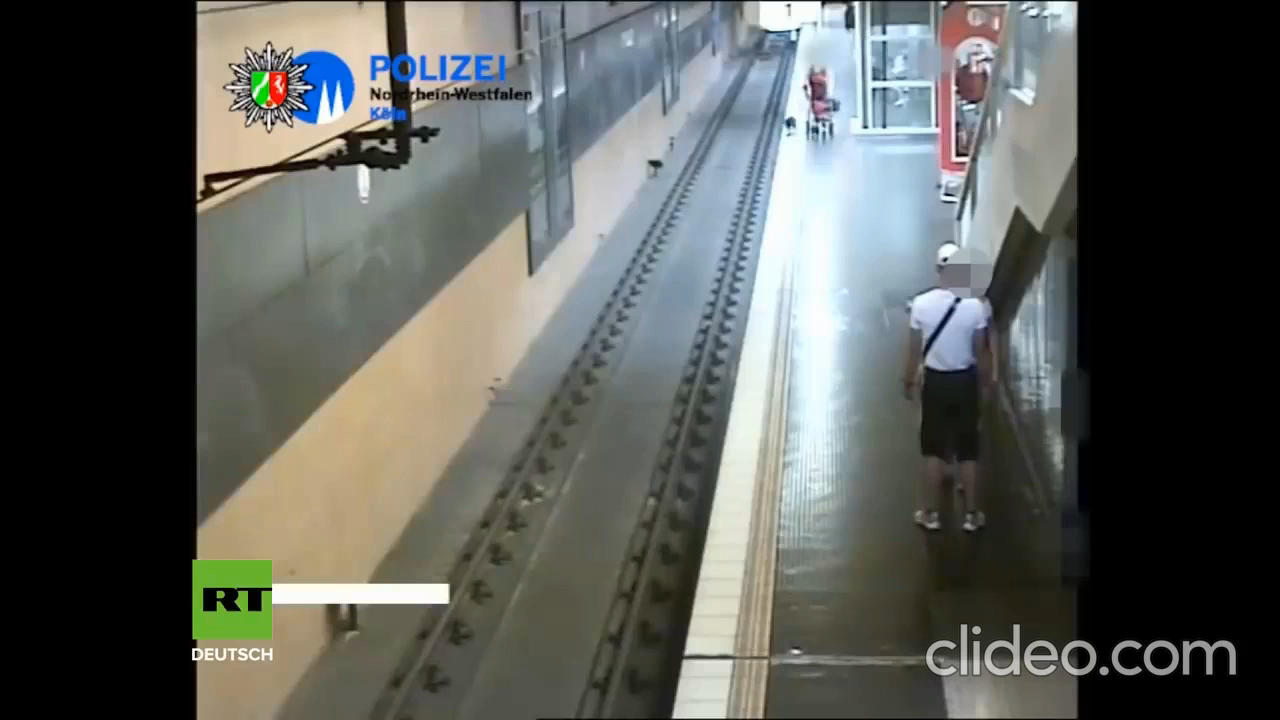 POLIZEI
Nordrhein-Westfalen
Köln
RT
DEUTSCH
clideo.com